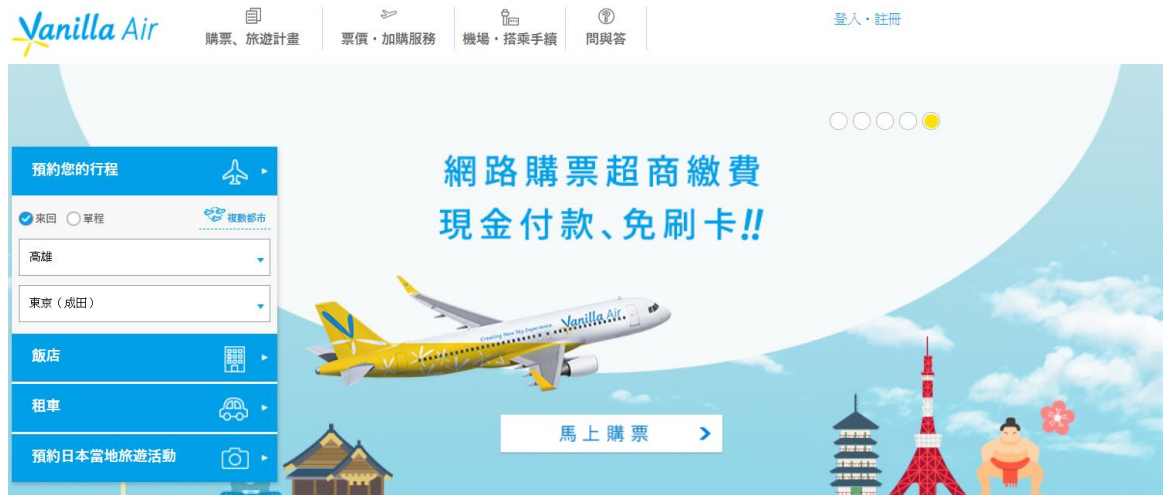 Vanilla Air
購票、旅遊計畫
票價・加購服務
機場・搭乘手續
問與答
登入・註冊
預約您的行程
來回 單程 複數都市
高雄
東京（成田）
飯店
租車
預約日本當地旅遊活動
網路購票超商繳費
現金付款、免刷卡!!
Creating New Sky Experience.
Vanilla Air
馬上購票